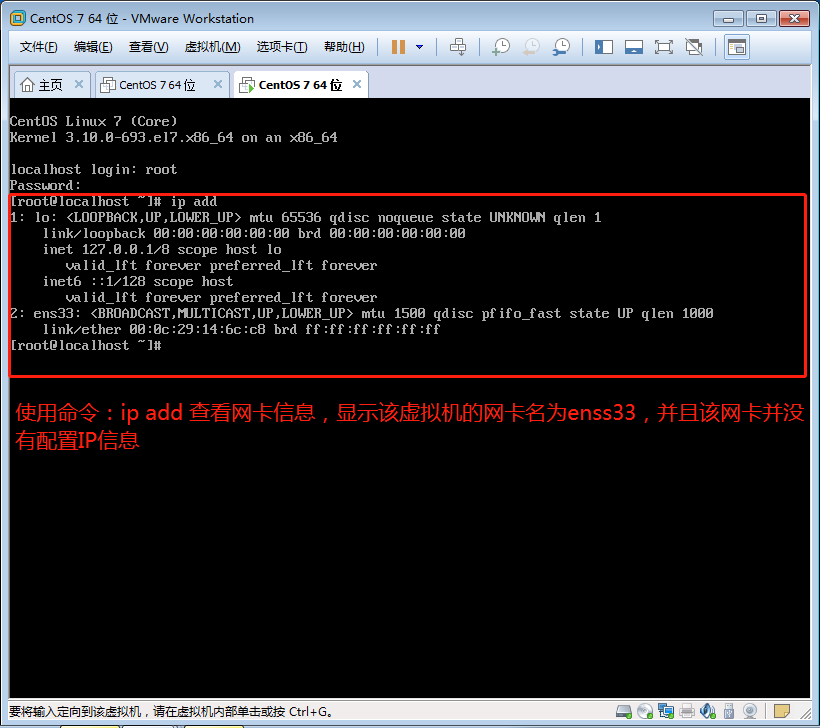 CentOS 7 64 位 - VMware Workstation
文件(F) 编辑(E) 查看(V) 虚拟机(M) 选项卡(T) 帮助(H)
主页 CentOS 7 64 位 CentOS 7 64 位
CentOS Linux 7 (Core)
Kernel 3.10.0-693.el7.x86_64 on an x86_64
localhost login: root
Password:
[root@localhost ~]# ip add
1: lo: <LOOPBACK,UP,LOWER_UP> mtu 65536 qdisc noqueue state UNKNOWN qlen 1
link/loopback 00:00:00:00:00:00 brd 00:00:00:00:00:00
inet 127.0.0.1/8 scope host lo
valid_lft forever preferred_lft forever
inet6 ::1/128 scope host
valid_lft forever preferred_lft forever
2: ens33: <BROADCAST,MULTICAST,UP,LOWER_UP> mtu 1500 qdisc pfifo_fast state UP qlen 1000
link/ether 00:0c:29:14:6c:c8 brd ff:ff:ff:ff:ff:ff
[root@localhost ~]#
使用命令：ip add 查看网卡信息，显示该虚拟机的网卡名为enss33，并且该网卡并没
有配置IP信息
要将输入定向到该虚拟机，请在虚拟机内部单击或按 Ctrl+G。